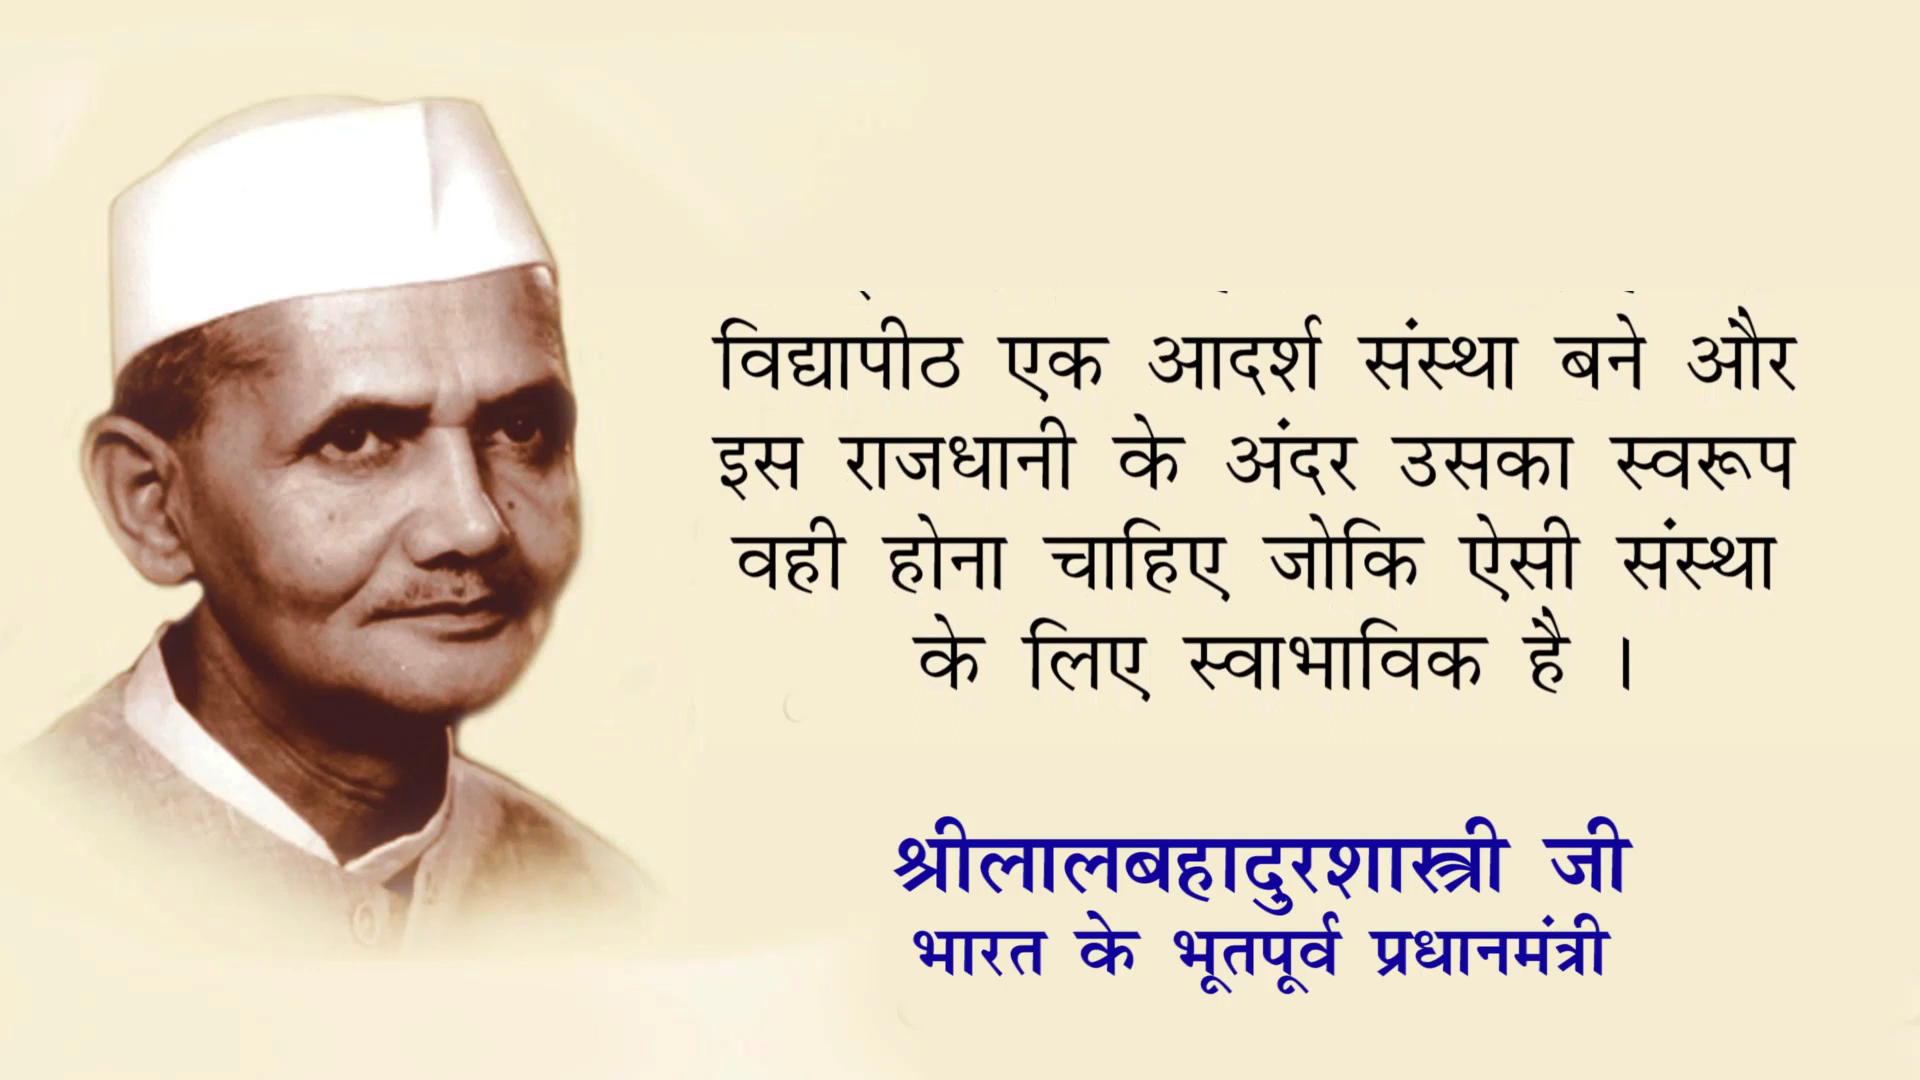 विद्यापीठ एक आदर्श संस्था बने और
इस राजधानी के अंदर उसका स्वरूप
वही होना चाहिए जोकि ऐसी संस्था
के लिए स्वाभाविक है ।
श्रीलालबहादुरशास्त्री जी
भारत के भूतपूर्व प्रधानमंत्री